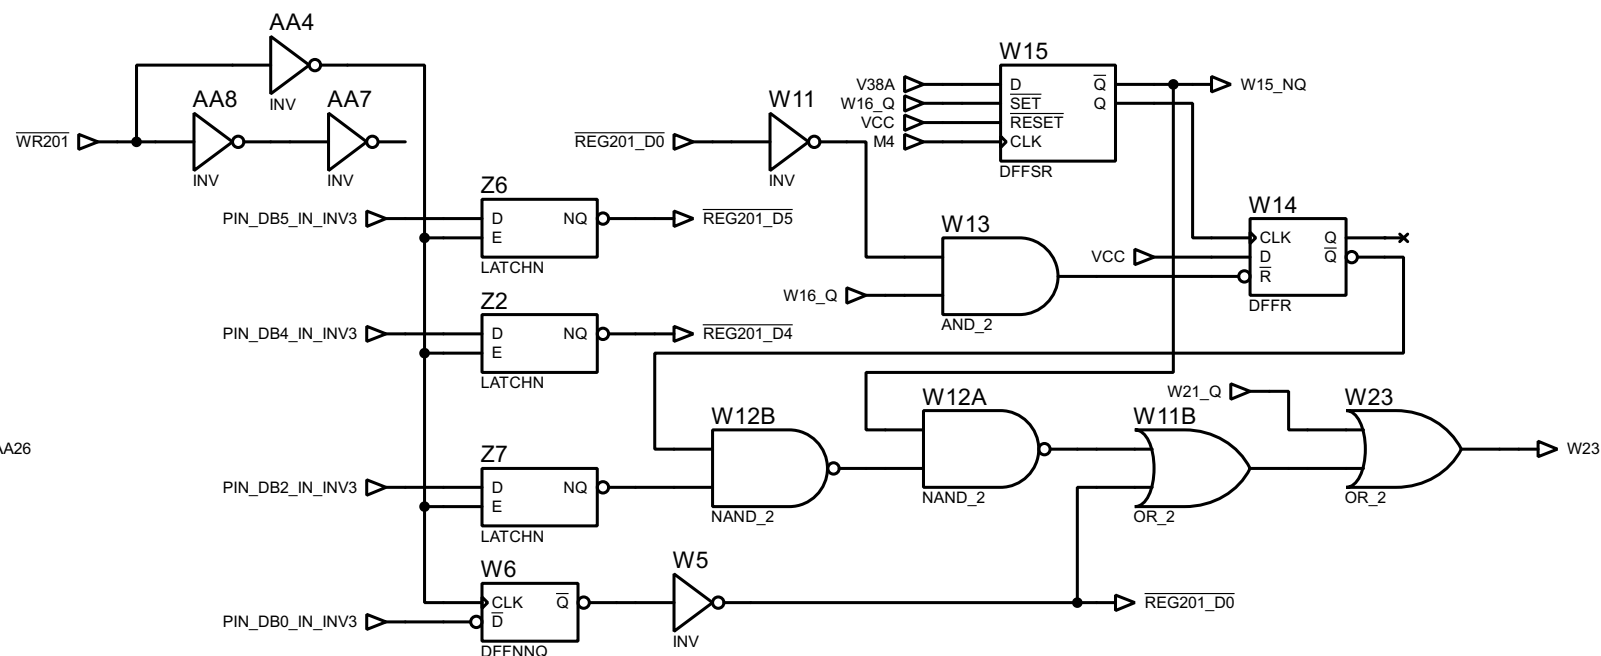 AA4
INV
AA8
AA7
WR201
INV
INV
W11
REG201_D0
INV
W15
V38A
W16_Q
VCC
M4
D
SET
RESET
CLK
Q
Q
DFFSR
W15_NQ
Z6
PIN_DB5_IN_INV3
D
E
NQ
LATCHN
REG201_D5
W13
W16_Q
AND_2
W14
VCC
CLK
D
R
Q
Q
DFFR
Z2
PIN_DB4_IN_INV3
D
E
NQ
LATCHN
REG201_D4
W12B
NAND_2
W12A
NAND_2
W11B
OR_2
W21_Q
W23
OR_2
W23
AA26
Z7
PIN_DB2_IN_INV3
D
E
NQ
LATCHN
W6
PIN_DB0_IN_INV3
CLK
D
Q
DFFNNQ
W5
INV
REG201_D0